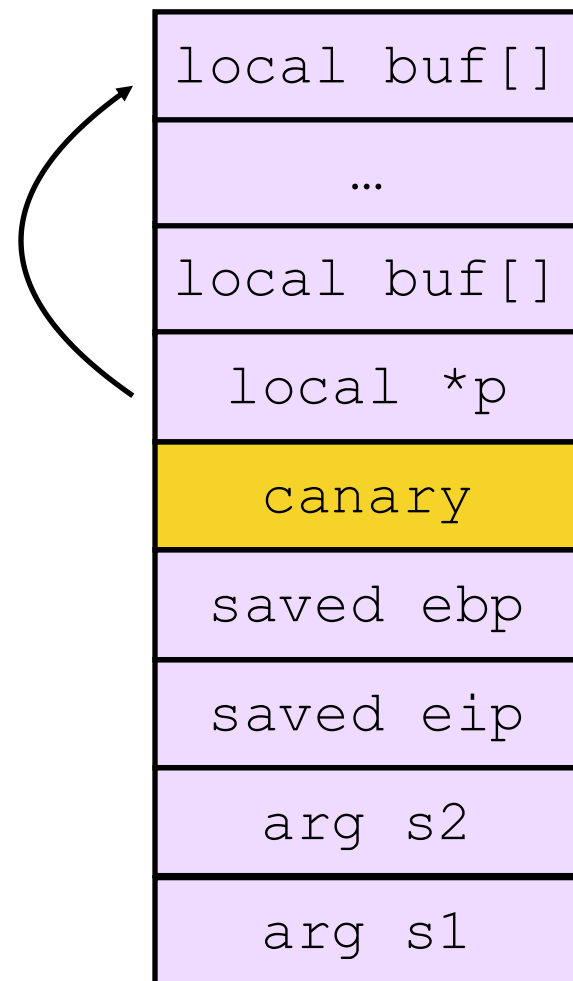 local buf[]
…
local buf[]
local *p
canary
saved ebp
saved eip
arg s2
arg s1